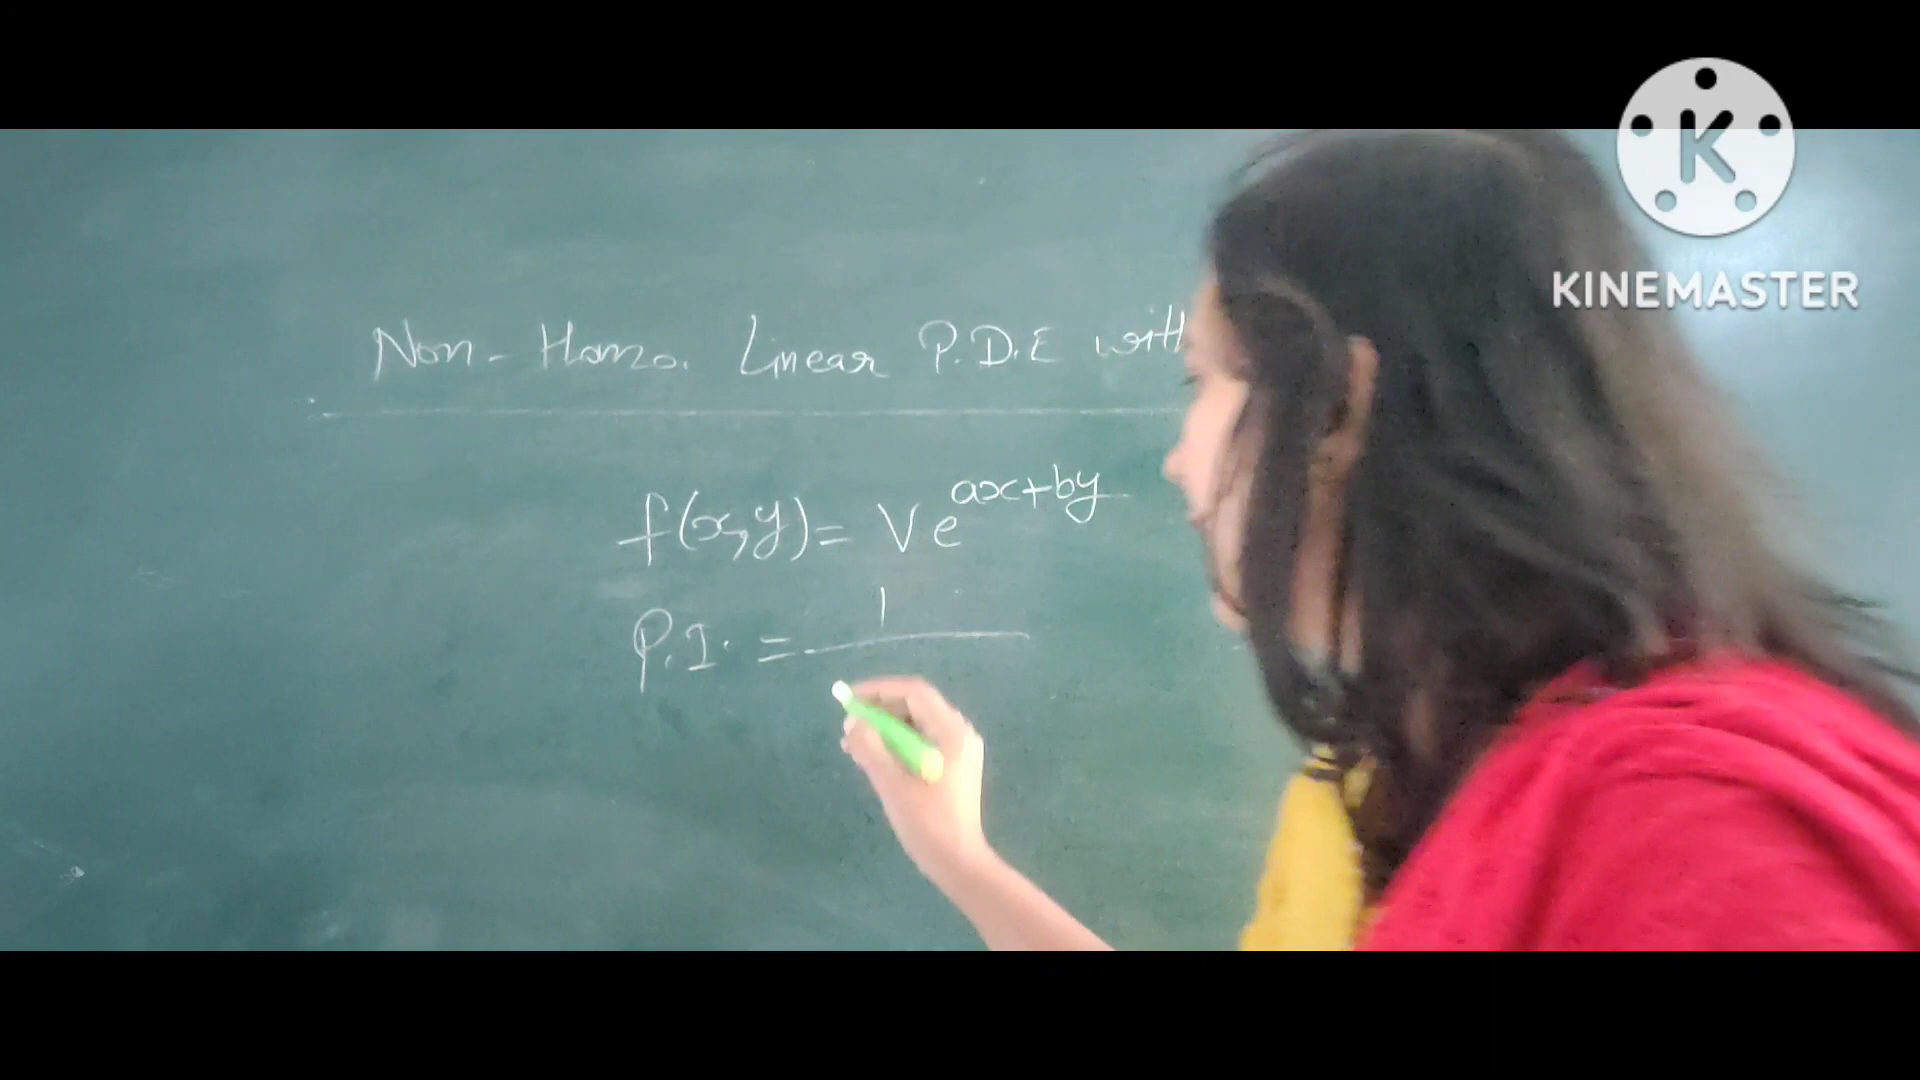 KINEMASTER
Non-Homo. Linear P.D.E with
f(x,y) = V e^{ax+by}
P.I. = 1